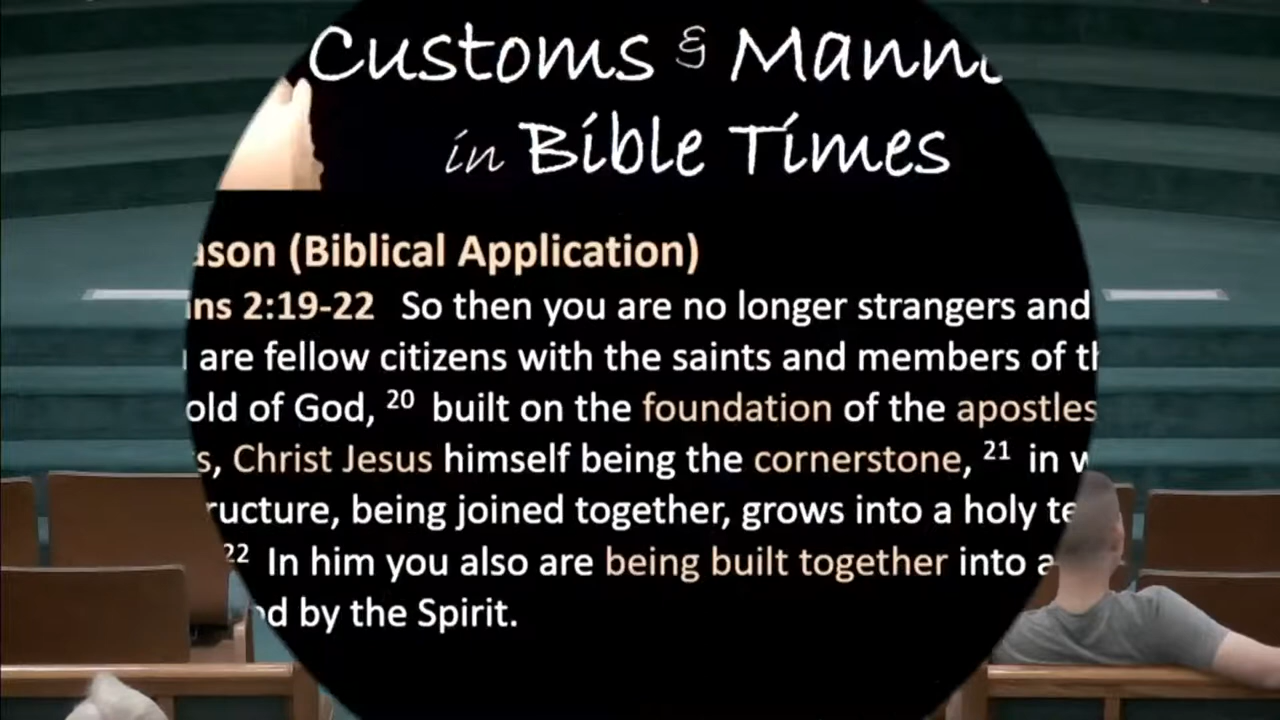 Customs & Mann
in Bible Times
ason (Biblical Application)
ns 2:19-22 So then you are no longer strangers and
are fellow citizens with the saints and members of th
old of God, 20 built on the foundation of the apostles
s, Christ Jesus himself being the cornerstone, 21 in w
ructure, being joined together, grows into a holy te
22 In him you also are being built together into a
d by the Spirit.